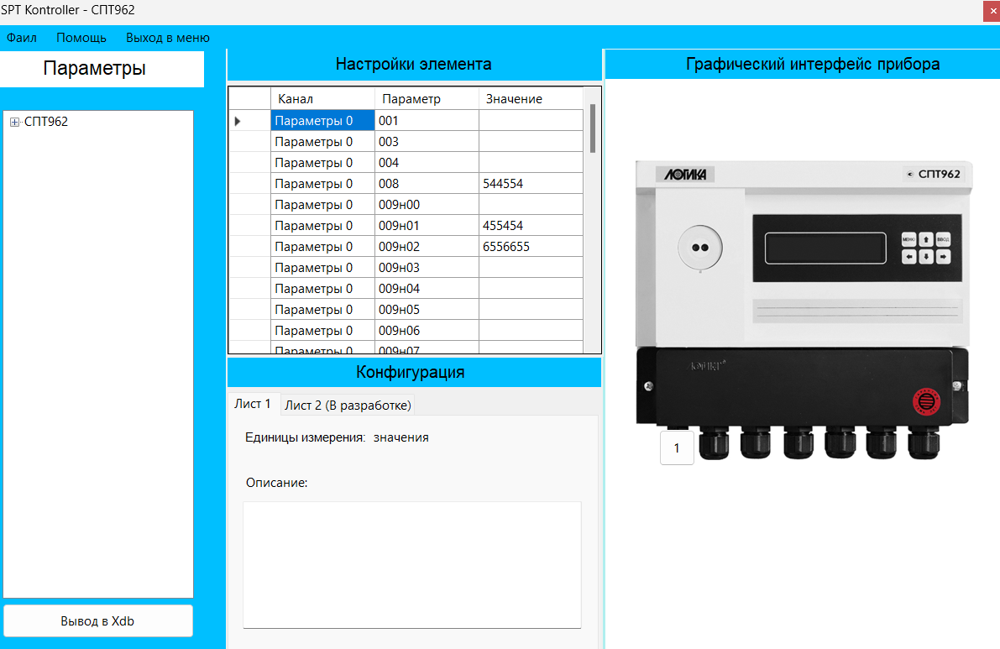 SPT Kontroller - СПТ962
Фаил Помощь Выход в меню
Параметры
СПТ962
Вывод в Xdb
Настройки элемента
Канал Параметр Значение
Параметры 0 001
Параметры 0 003
Параметры 0 004
Параметры 0 008 544554
Параметры 0 009н00
Параметры 0 009н01 455454
Параметры 0 009н02 6556655
Параметры 0 009н03
Параметры 0 009н04
Параметры 0 009н05
Параметры 0 009н06
Параметры 0 009н07
Конфигурация
Лист 1 Лист 2 (В разработке)
Единицы измерения: значения
Описание:
Графический интерфейс прибора
ЛОГИКА СПТ962
МЕНЮ ВВОД
1